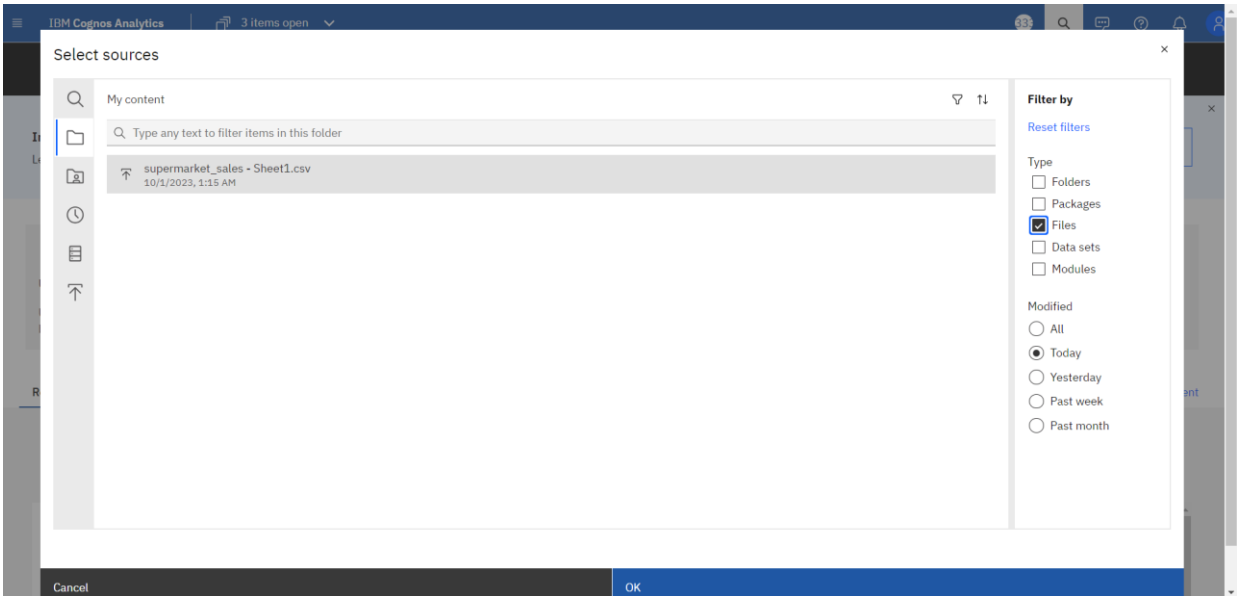 IBM Cognos Analytics
3 items open
Select sources
My content
Type any text to filter items in this folder
supermarket_sales - Sheet1.csv
10/1/2023, 1:15 AM
Filter by
Reset filters
Type
Folders
Packages
Files
Data sets
Modules
Modified
All
Today
Yesterday
Past week
Past month
Cancel
OK